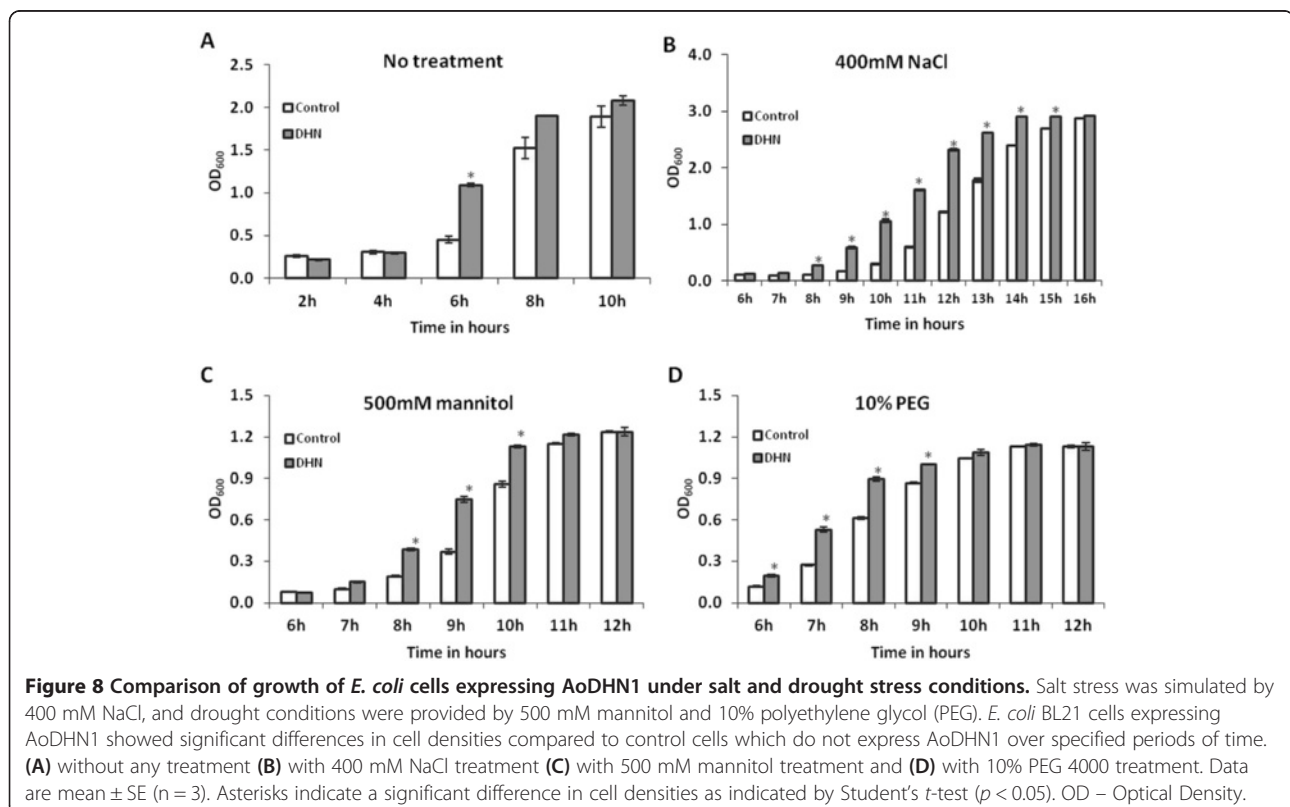 A
No treatment
2.5
2.0
1.5
1.0
0.5
0.0
OD600
Control
DHN
*
2h 4h 6h 8h 10h
Time in hours
B
400mM NaCl
4.0
3.0
2.0
1.0
0.0
OD600
Control
DHN
* * * * * * * *
6h 7h 8h 9h 10h 11h 12h 13h 14h 15h 16h
Time in hours
C
500mM mannitol
1.5
1.2
0.9
0.6
0.3
0.0
OD600
Control
DHN
* * *
6h 7h 8h 9h 10h 11h 12h
Time in hours
D
10% PEG
1.5
1.2
0.9
0.6
0.3
0.0
OD600
Control
DHN
* * * *
6h 7h 8h 9h 10h 11h 12h
Time in hours
Figure 8 Comparison of growth of E. coli cells expressing AoDHN1 under salt and drought stress conditions. Salt stress was simulated by
400 mM NaCl, and drought conditions were provided by 500 mM mannitol and 10% polyethylene glycol (PEG). E. coli BL21 cells expressing
AoDHN1 showed significant differences in cell densities compared to control cells which do not express AoDHN1 over specified periods of time.
(A) without any treatment (B) with 400 mM NaCl treatment (C) with 500 mM mannitol treatment and (D) with 10% PEG 4000 treatment. Data
are mean ± SE (n = 3). Asterisks indicate a significant difference in cell densities as indicated by Student's t-test (p < 0.05). OD – Optical Density.